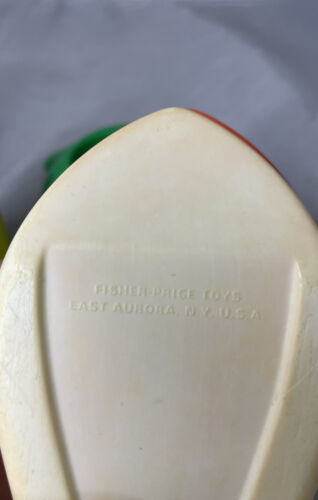 FISHER-PRICE TOYS
EAST AURORA, N.Y. U.S.A